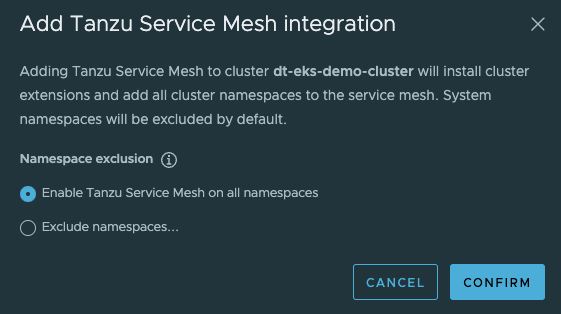 Add Tanzu Service Mesh integration
Adding Tanzu Service Mesh to cluster dt-eks-demo-cluster will install cluster
extensions and add all cluster namespaces to the service mesh. System
namespaces will be excluded by default.
Namespace exclusion
Enable Tanzu Service Mesh on all namespaces
Exclude namespaces...
CANCEL
CONFIRM